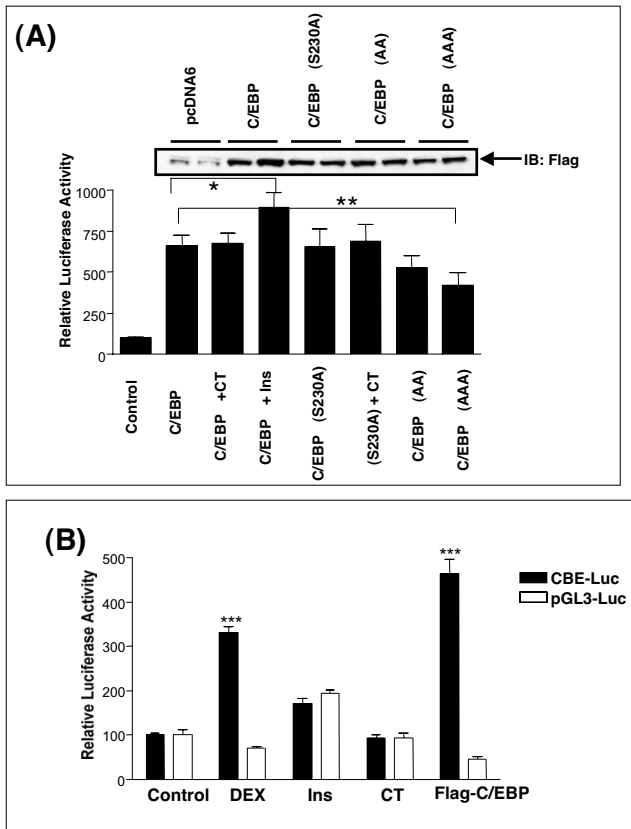 (A)
pcDNA6
C/EBP
C/EBP (S230A)
C/EBP (AA)
C/EBP (AAA)
IB: Flag
Relative Luciferase Activity
1000
750
500
250
0
*
**
Control
C/EBP
C/EBP +CT
C/EBP + Ins
C/EBP (S230A)
(S230A) + CT
C/EBP (AA)
C/EBP (AAA)
(B)
Relative Luciferase Activity
500
400
300
200
100
0
***
***
CBE-Luc
pGL3-Luc
Control
DEX
Ins
CT
Flag-C/EBP